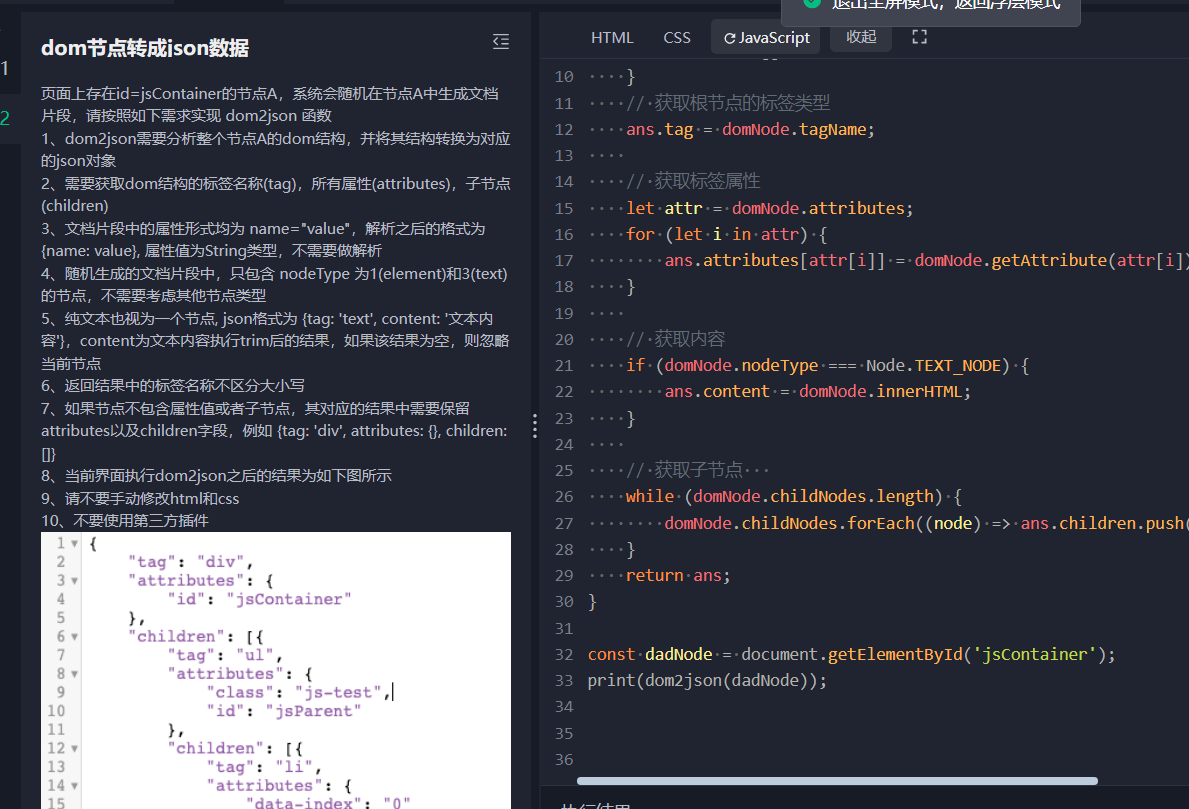 退出全屏模式，返回浮层模式
1
2
dom节点转成json数据
页面上存在id=jsContainer的节点A，系统会随机在节点A中生成文档
片段，请按照如下需求实现 dom2json 函数
1、dom2json需要分析整个节点A的dom结构，并将其结构转换为对应
的json对象
2、需要获取dom结构的标签名称(tag)，所有属性(attributes)，子节点
(children)
3、文档片段中的属性形式均为 name="value"，解析之后的格式为
{name: value}, 属性值为String类型，不需要做解析
4、随机生成的文档片段中，只包含 nodeType 为1(element)和3(text)
的节点，不需要考虑其他节点类型
5、纯文本也视为一个节点, json格式为 {tag: 'text', content: '文本内
容'}，content为文本内容执行trim后的结果，如果该结果为空，则忽略
当前节点
6、返回结果中的标签名称不区分大小写
7、如果节点不包含属性值或者子节点，其对应的结果中需要保留
attributes以及children字段，例如 {tag: 'div', attributes: {}, children:
[]}
8、当前界面执行dom2json之后的结果为如下图所示
9、请不要手动修改html和css
10、不要使用第三方插件
1 {
2 "tag": "div",
3 "attributes": {
4 "id": "jsContainer"
5 },
6 "children": [{
7 "tag": "ul",
8 "attributes": {
9 "class": "js-test",
10 "id": "jsParent"
11 },
12 "children": [{
13 "tag": "li",
14 "attributes": {
15 "data-index": "0"
HTML CSS JavaScript 收起
10 }
11 // 获取根节点的标签类型
12 ans.tag = domNode.tagName;
13
14 // 获取标签属性
15 let attr = domNode.attributes;
16 for (let i in attr) {
17 ans.attributes[attr[i]] = domNode.getAttribute(attr[i])
18 }
19
20 // 获取内容
21 if (domNode.nodeType === Node.TEXT_NODE) {
22 ans.content = domNode.innerHTML;
23 }
24
25 // 获取子节点
26 while (domNode.childNodes.length) {
27 domNode.childNodes.forEach((node) => ans.children.push(
28 }
29 return ans;
30 }
31
32 const dadNode = document.getElementById('jsContainer');
33 print(dom2json(dadNode));
34
35
36
执行结果